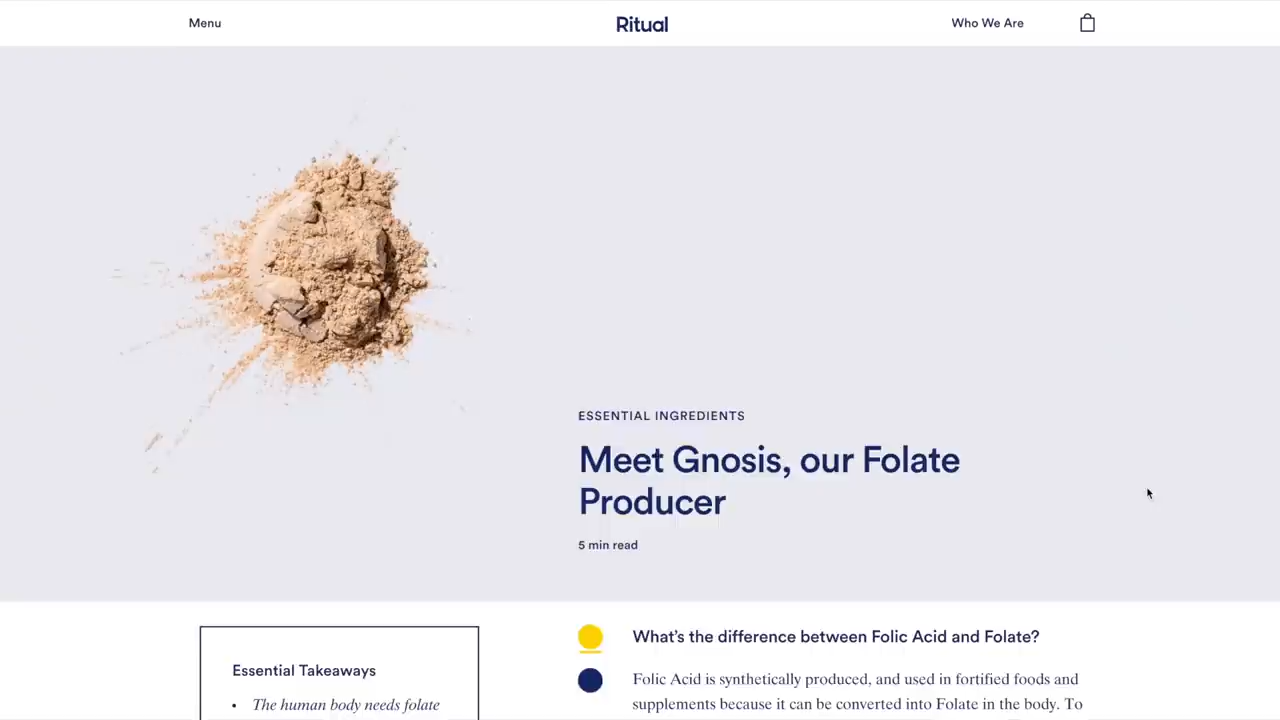 Menu
Ritual
Who We Are
ESSENTIAL INGREDIENTS
Meet Gnosis, our Folate
Producer
5 min read
Essential Takeaways
• The human body needs folate
What's the difference between Folic Acid and Folate?
Folic Acid is synthetically produced, and used in fortified foods and
supplements because it can be converted into Folate in the body. To